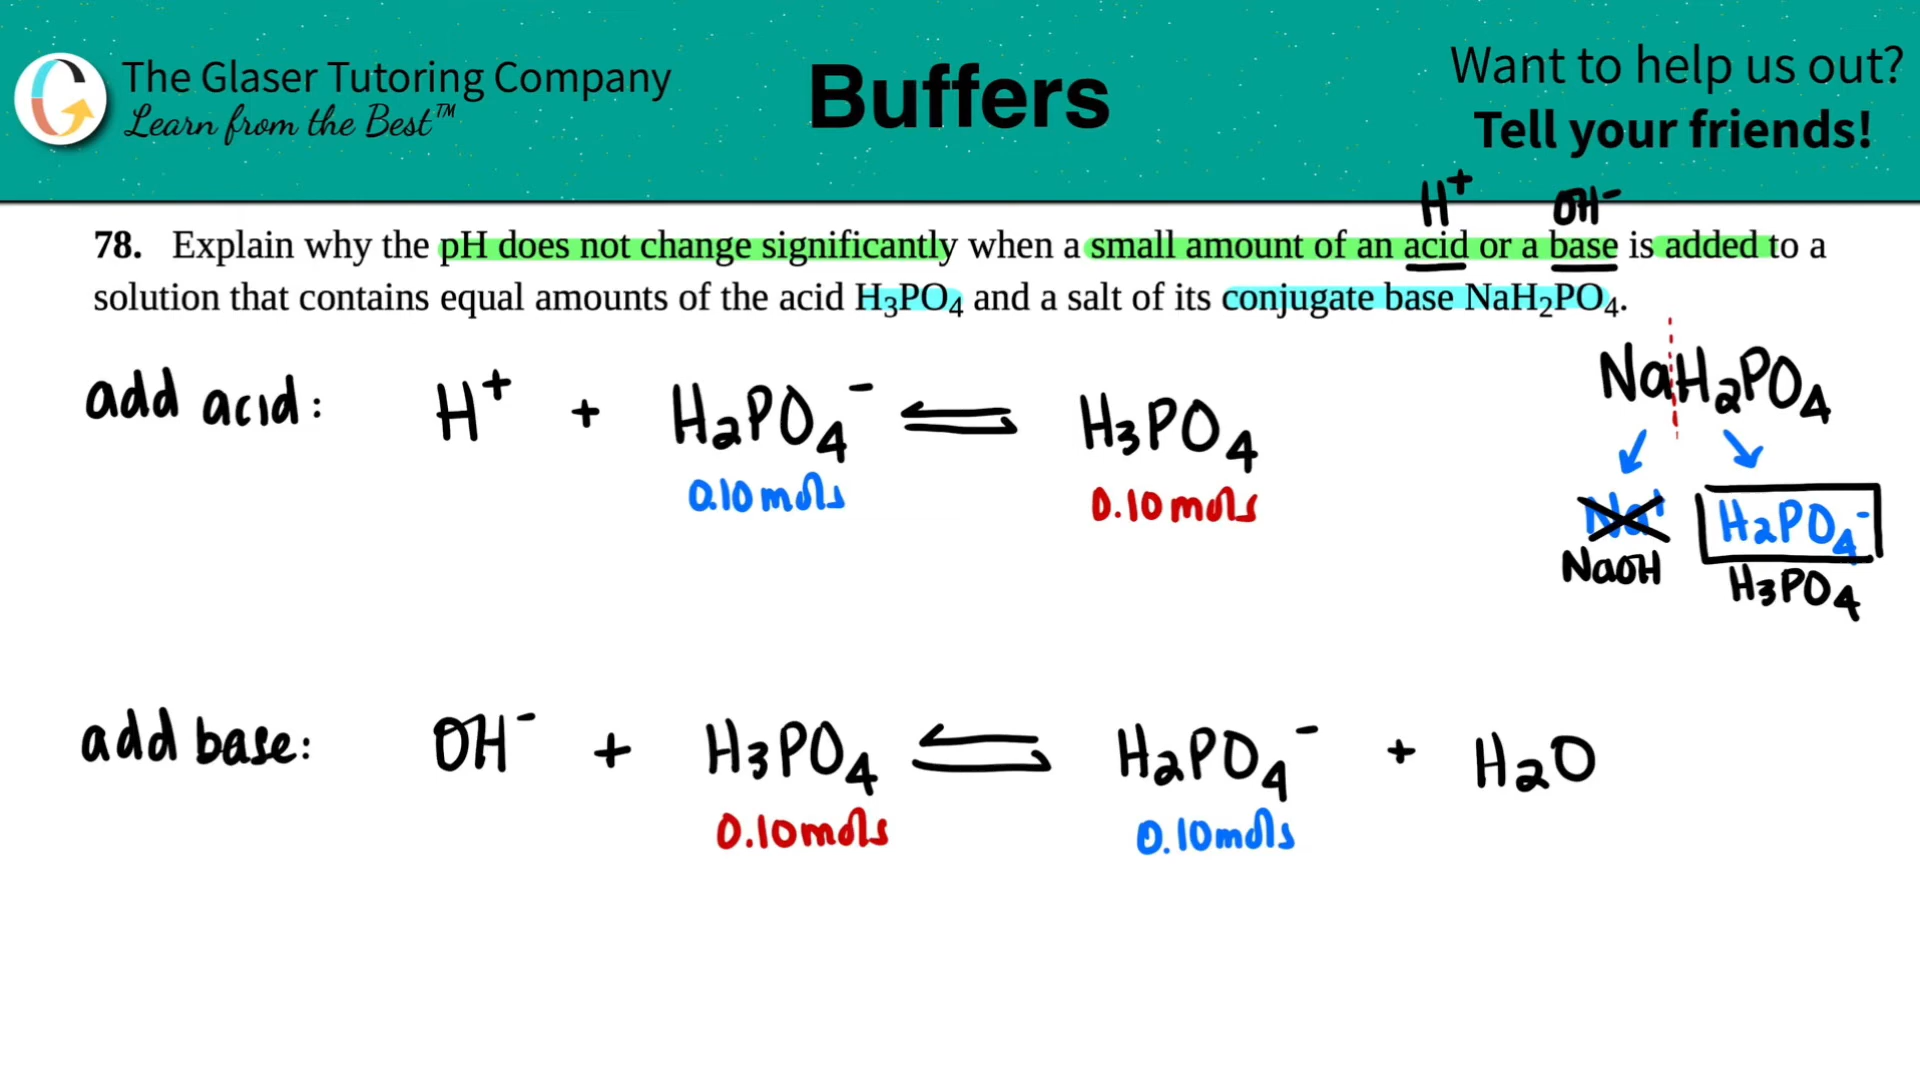 The Glaser Tutoring Company
Learn from the Best™
Buffers
Want to help us out?
Tell your friends!
H⁺ OH⁻
78. Explain why the pH does not change significantly when a small amount of an acid or a base is added to a
solution that contains equal amounts of the acid H₃PO₄ and a salt of its conjugate base NaH₂PO₄.
NaH₂PO₄
add acid: H⁺ + H₂PO₄⁻ ⇌ H₃PO₄
0.10 mols 0.10 mols
Na⁺ H₂PO₄⁻
NaOH H₃PO₄
add base: OH⁻ + H₃PO₄ ⇌ H₂PO₄⁻ + H₂O
0.10 mols 0.10 mols